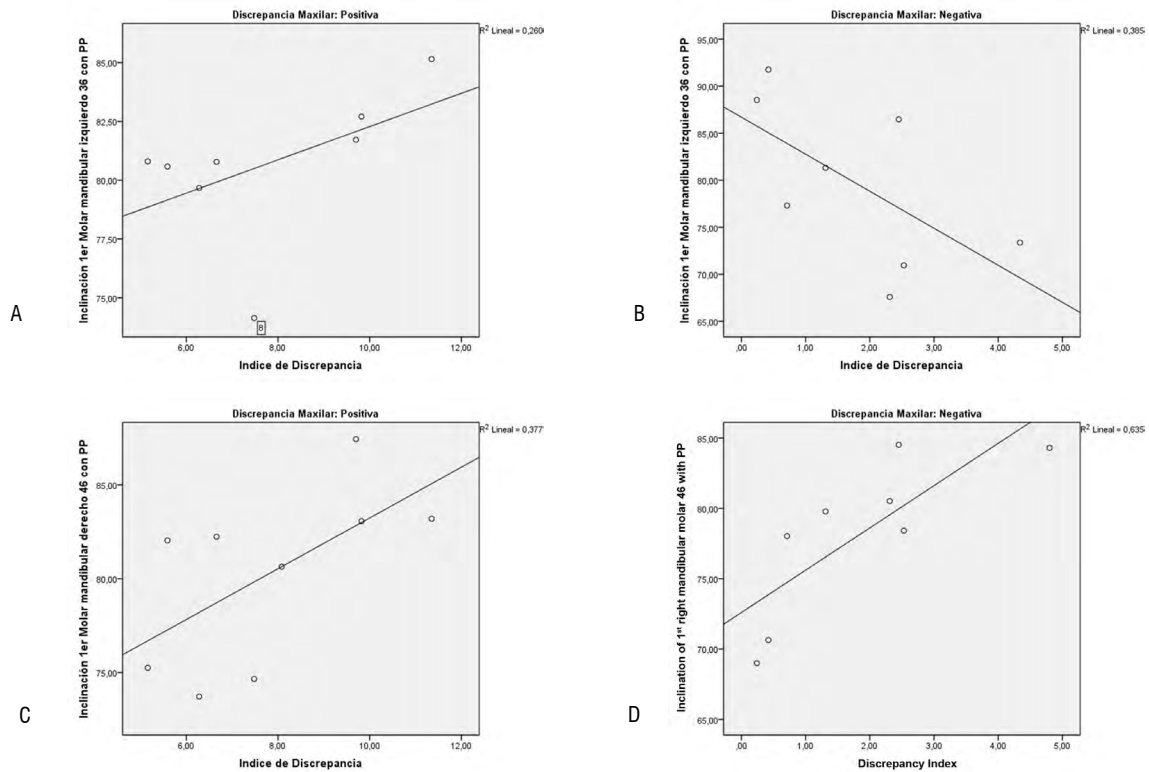 Discrepancia Maxilar: Positiva
R2 Lineal = 0,260
Inclinación 1er Molar mandibular izquierdo 36 con PP
85,00
82,50
80,00
77,50
75,00
8
6,00 8,00 10,00 12,00
Indice de Discrepancia
A
Discrepancia Maxilar: Negativa
R2 Lineal = 0,385
Inclinación 1er Molar mandibular izquierdo 36 con PP
95,00
90,00
85,00
80,00
75,00
70,00
65,00
,00 1,00 2,00 3,00 4,00 5,00
Indice de Discrepancia
B
Discrepancia Maxilar: Positiva
R2 Lineal = 0,377
Inclinación 1er Molar mandibular derecho 46 con PP
85,00
80,00
75,00
6,00 8,00 10,00 12,00
Indice de Discrepancia
C
Discrepancia Maxilar: Negativa
R2 Lineal = 0,635
Inclination of 1st right mandibular molar 46 with PP
85,00
80,00
75,00
70,00
65,00
,00 1,00 2,00 3,00 4,00 5,00
Discrepancy Index
D